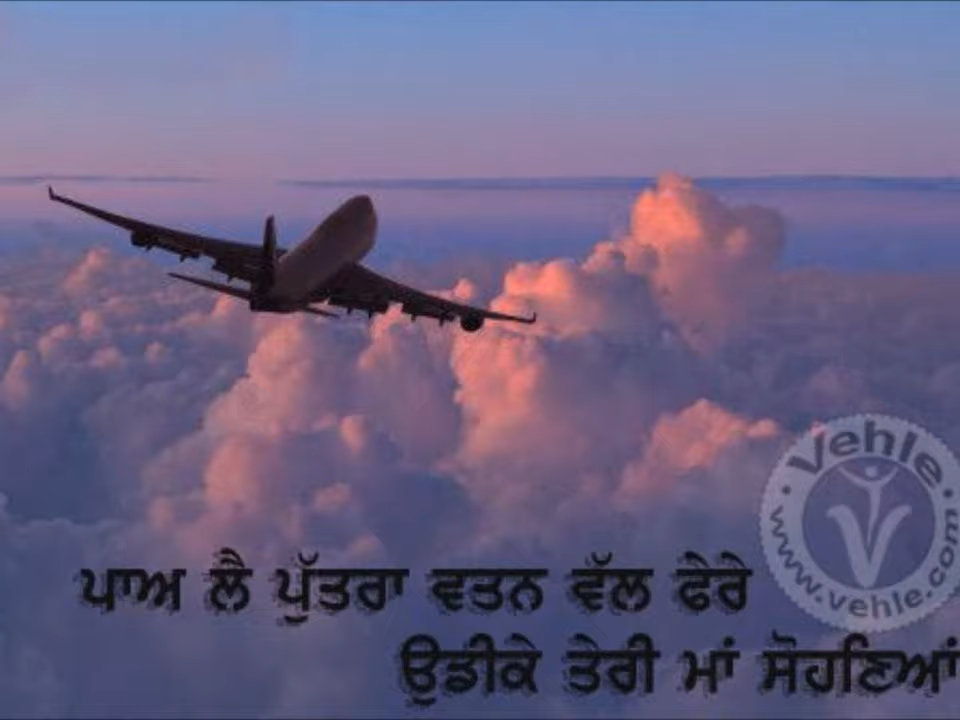 Vehle
www.vehle.com
ਪਾਅ ਲੈ ਪੁੱਤਰਾ ਵਤਨ ਵੱਲ ਫੇਰੇ
ਉਡੀਕੇ ਤੇਰੀ ਮਾਂ ਸੋਹਣਿਆਂ